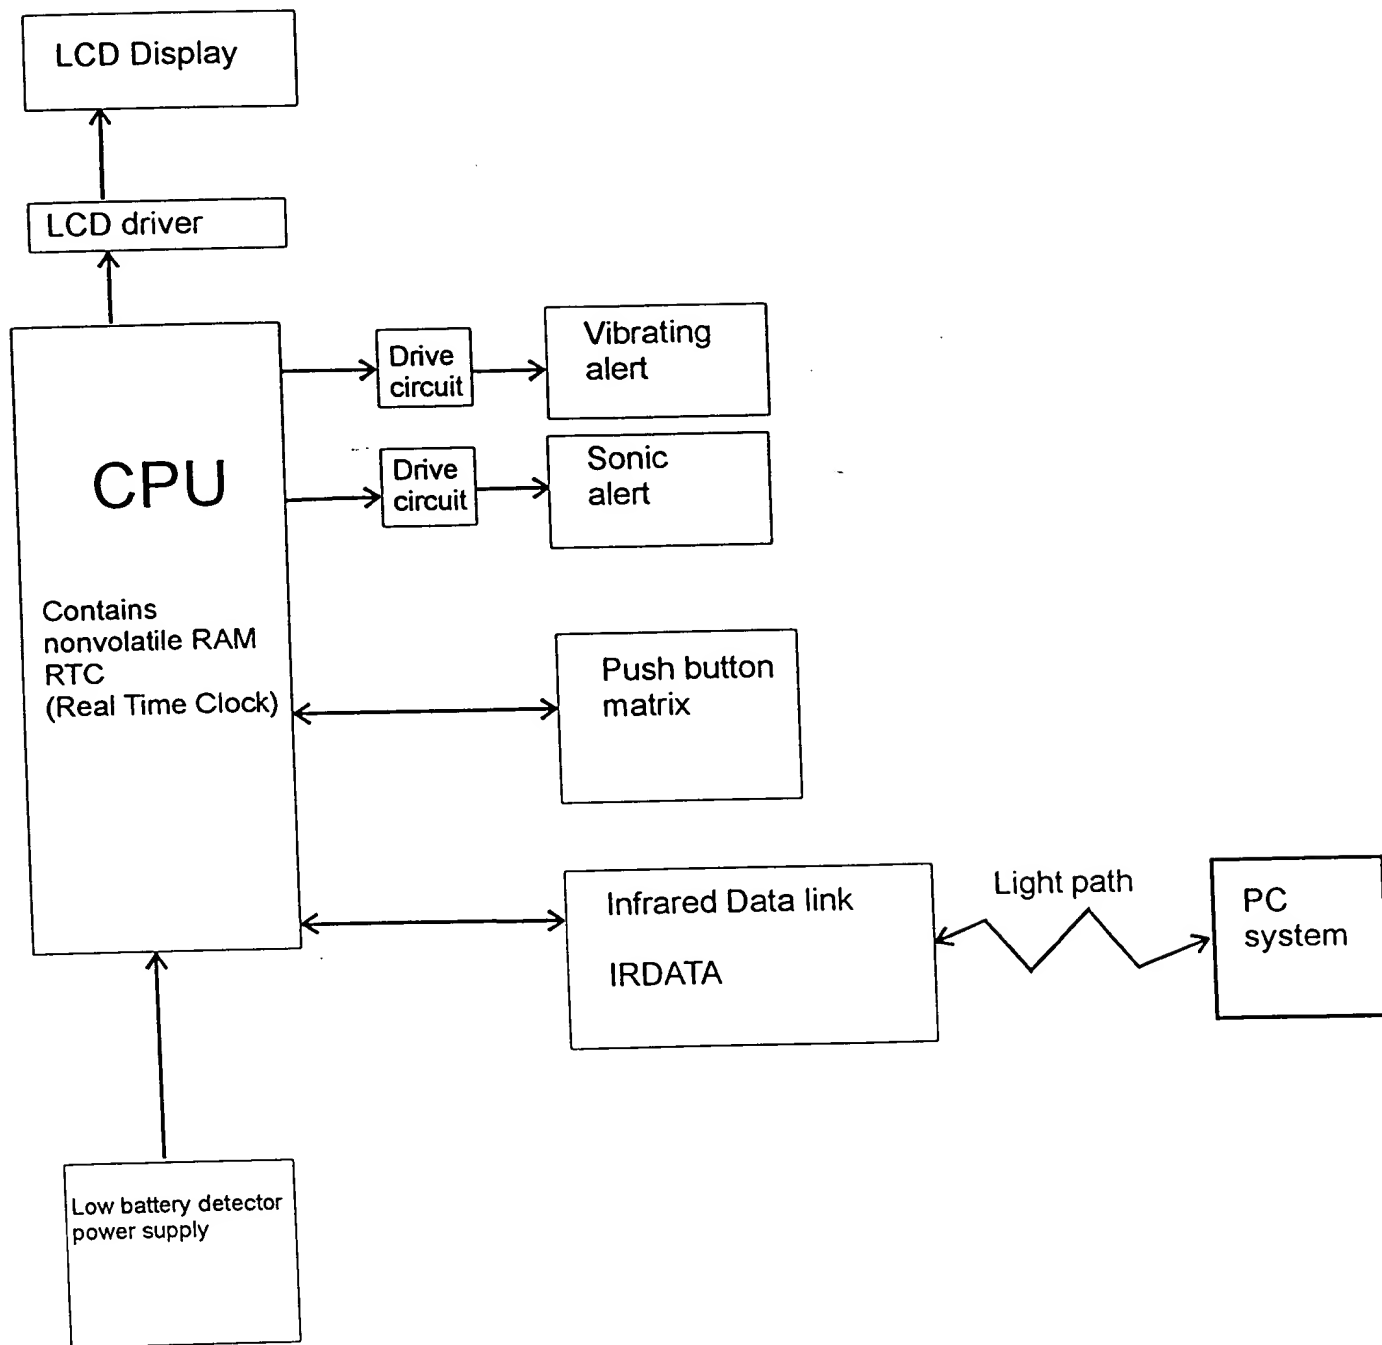 LCD Display
LCD driver
Drive
circuit
Vibrating
alert
CPU
Drive
circuit
Sonic
alert
Contains
nonvolatile RAM
RTC
(Real Time Clock)
Push button
matrix
Infrared Data link
IRDATA
Light path
PC
system
Low battery detector
power supply